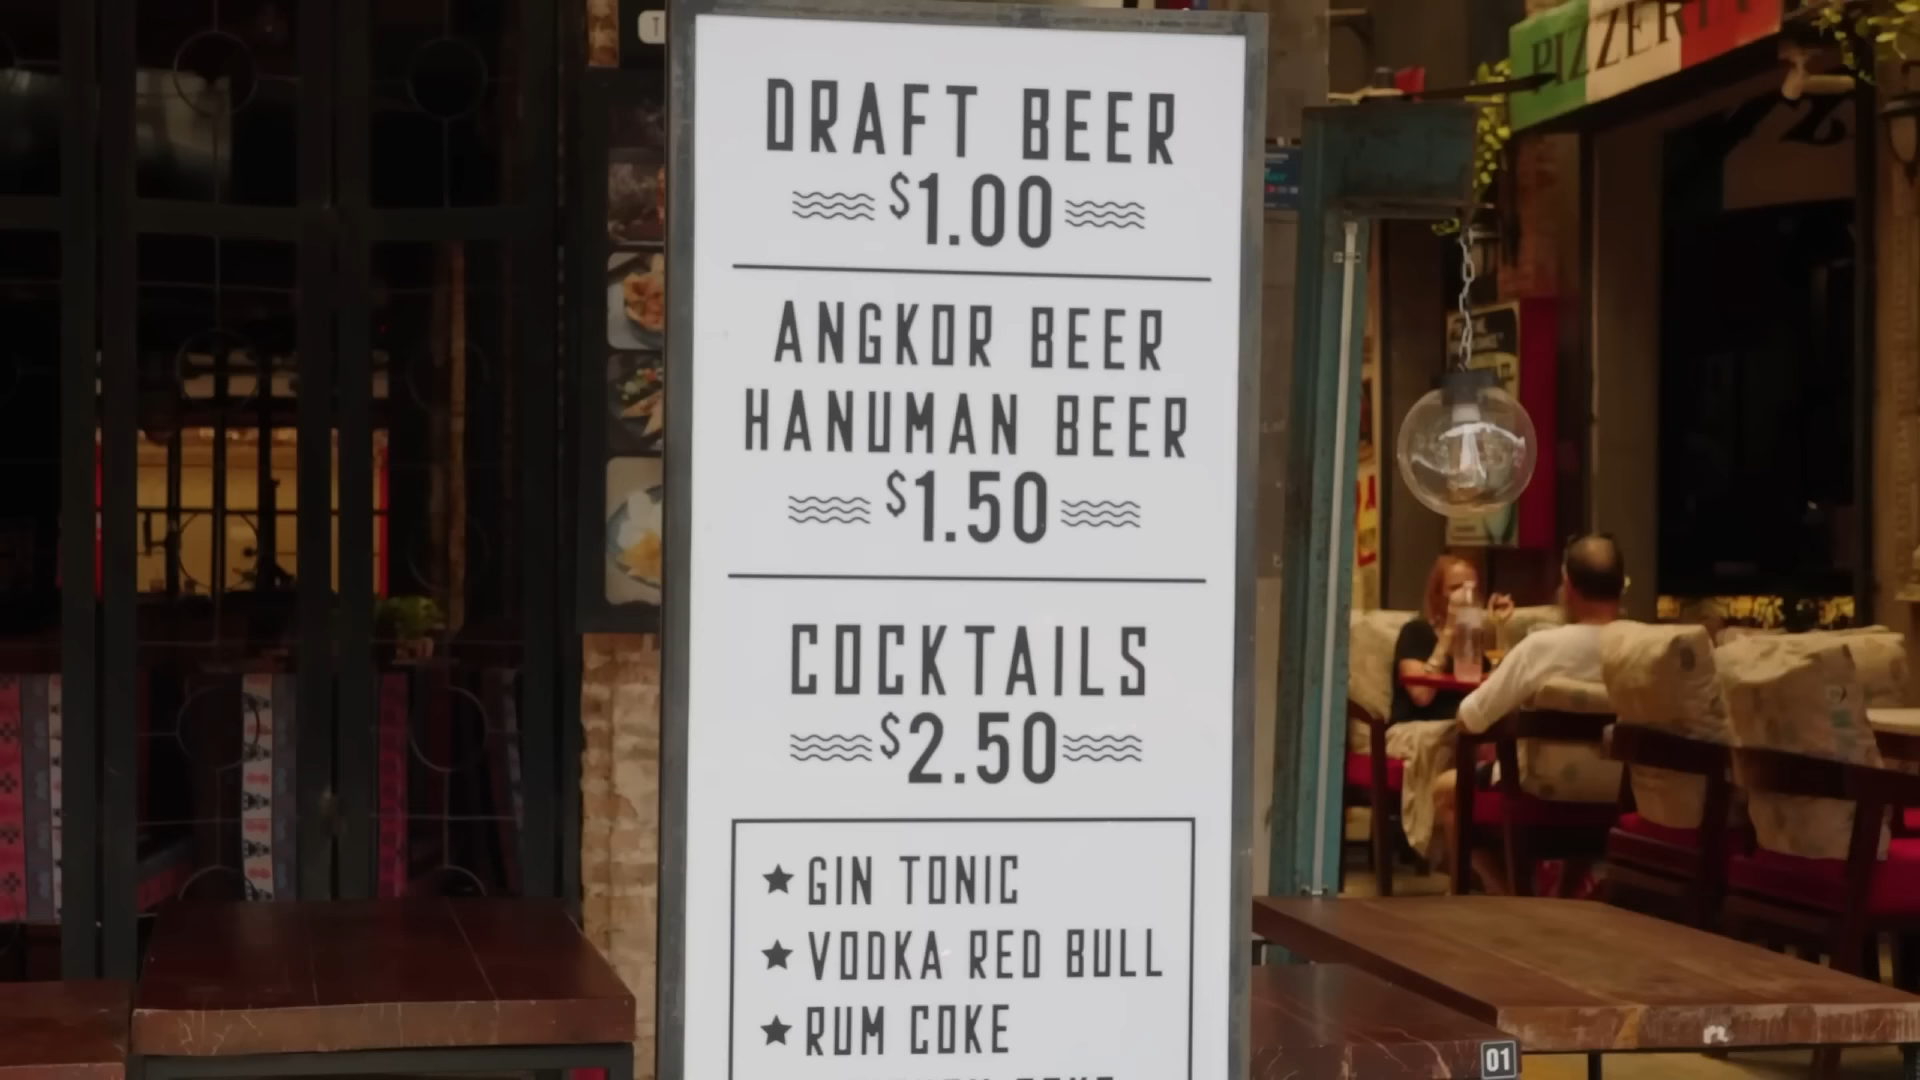 DRAFT BEER
$1.00
ANGKOR BEER
HANUMAN BEER
$1.50
COCKTAILS
$2.50
★ GIN TONIC
★ VODKA RED BULL
★ RUM COKE
PIZZERIA
01